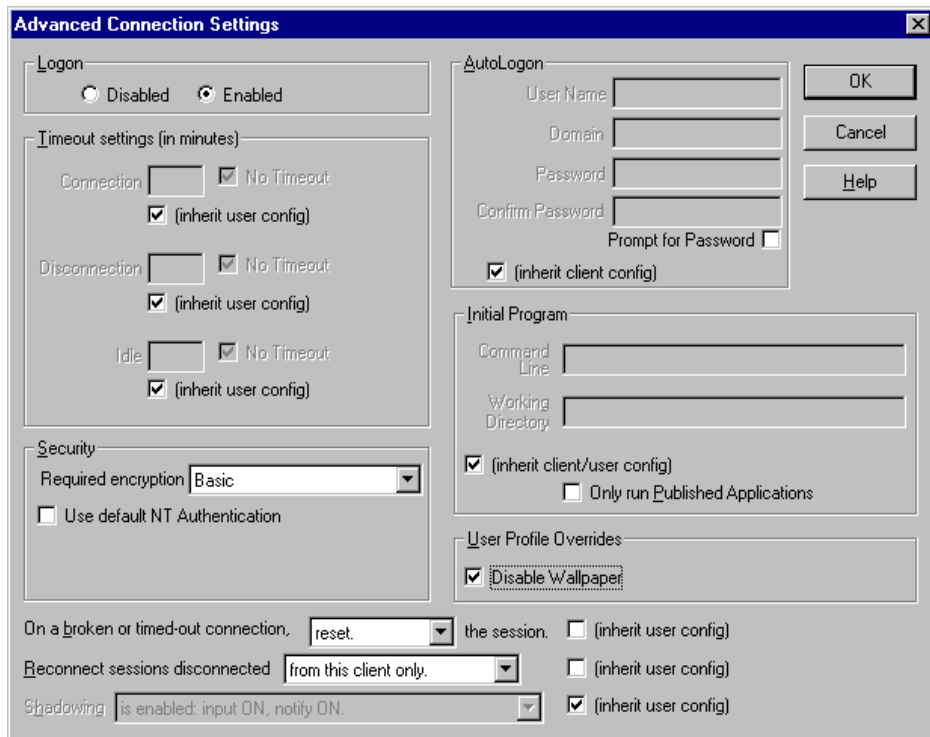 Advanced Connection Settings
Logon
Disabled
Enabled
Timeout settings (in minutes)
Connection
No Timeout
(inherit user config)
Disconnection
No Timeout
(inherit user config)
Idle
No Timeout
(inherit user config)
Security
Required encryption
Basic
Use default NT Authentication
AutoLogon
User Name
Domain
Password
Confirm Password
Prompt for Password
(inherit client config)
OK
Cancel
Help
Initial Program
Command
Line
Working
Directory
(inherit client/user config)
Only run Published Applications
User Profile Overrides
Disable Wallpaper
On a broken or timed-out connection, reset. the session. (inherit user config)
Reconnect sessions disconnected from this client only. (inherit user config)
Shadowing is enabled: input ON, notify ON. (inherit user config)